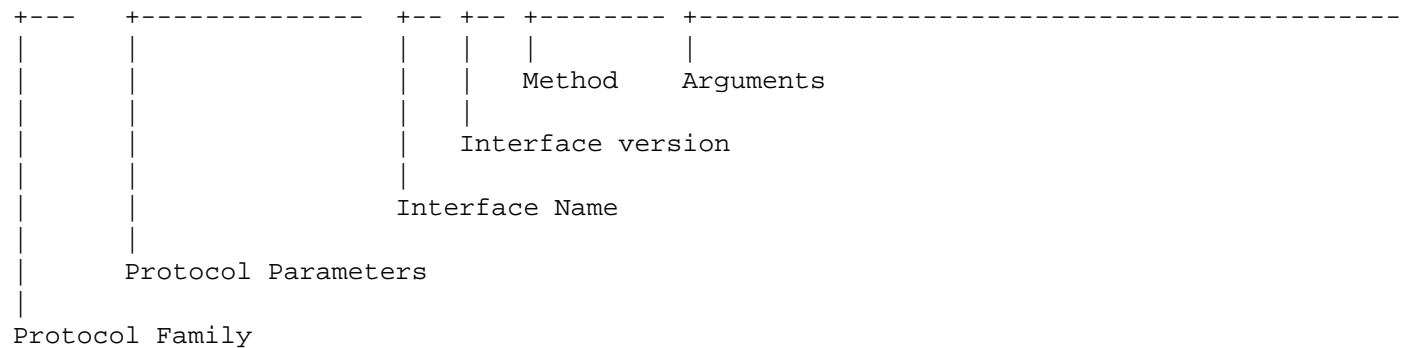 +---   +--------------  +-- +-- +-------- +--------------------------------------------
|      |                |   |   |         |
|      |                |   |   Method    Arguments
|      |                |   |
|      |                |   Interface version
|      |                |
|      |                Interface Name
|      |
|      Protocol Parameters
|
Protocol Family